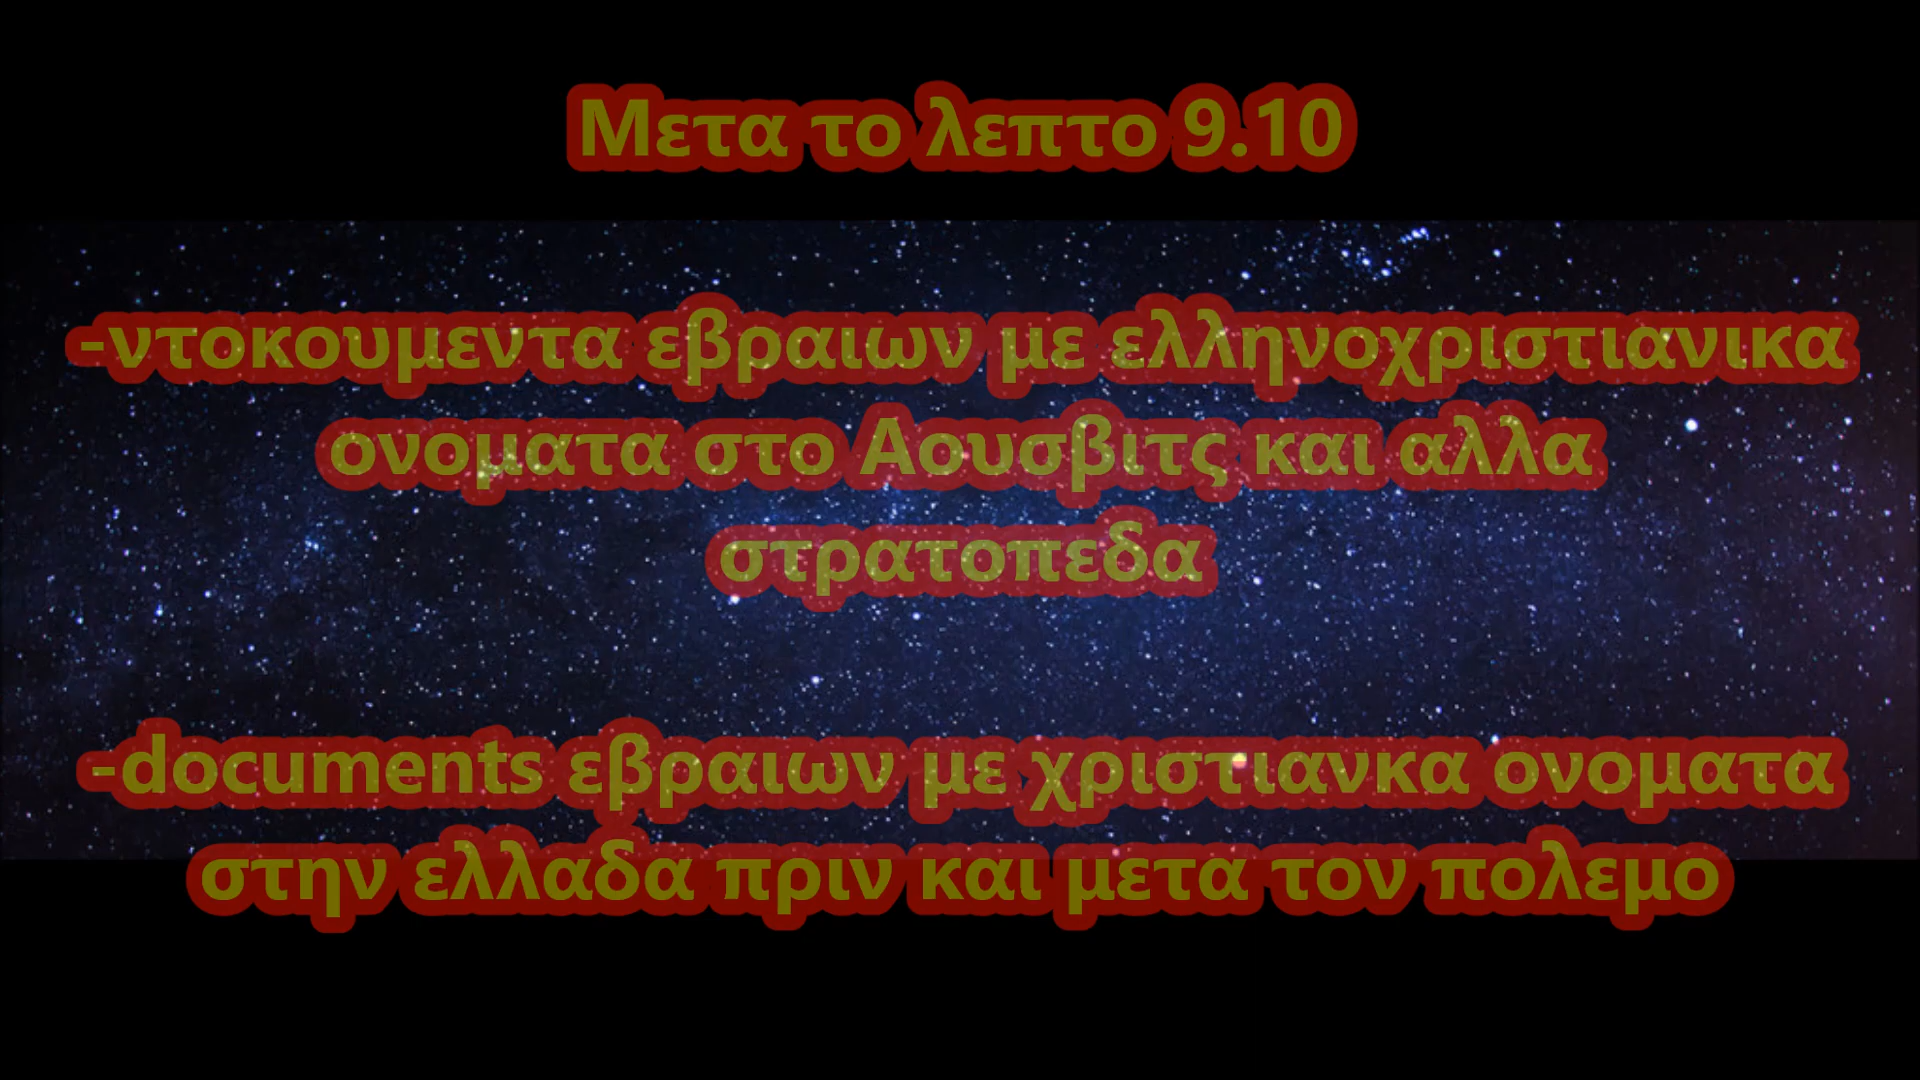 Μετα το λεπτο 9.10
-ντοκουμεντα εβραιων με ελληνοχριστιανικα
ονοματα στο Αουσβιτς και αλλα
στρατοπεδα
-documents εβραιων με χριστιανκα ονοματα
στην ελλαδα πριν και μετα τον πολεμο